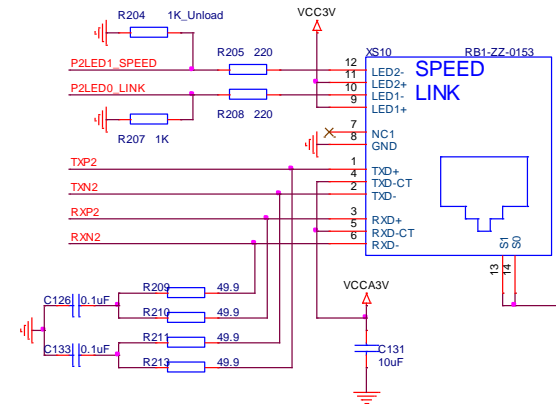 R204 1K_Unload
VCC3V
XS10 RB1-ZZ-0153
P2LED1_SPEED R205 220 12 LED2- SPEED
11 LED2+
P2LED0_LINK 10 LED1- LINK
R208 220 9 LED1+
R207 1K
7 NC1
8 GND
TXP2 1 TXD+
4 TXD-CT
TXN2 2 TXD-
RXP2 3 RXD+
5 RXD-CT
RXN2 6 RXD-
S1 S0
13 14
R209 49.9
C126 0.1uF
R210 49.9
VCCA3V
R211 49.9
C133 0.1uF
R213 49.9
C131
10uF